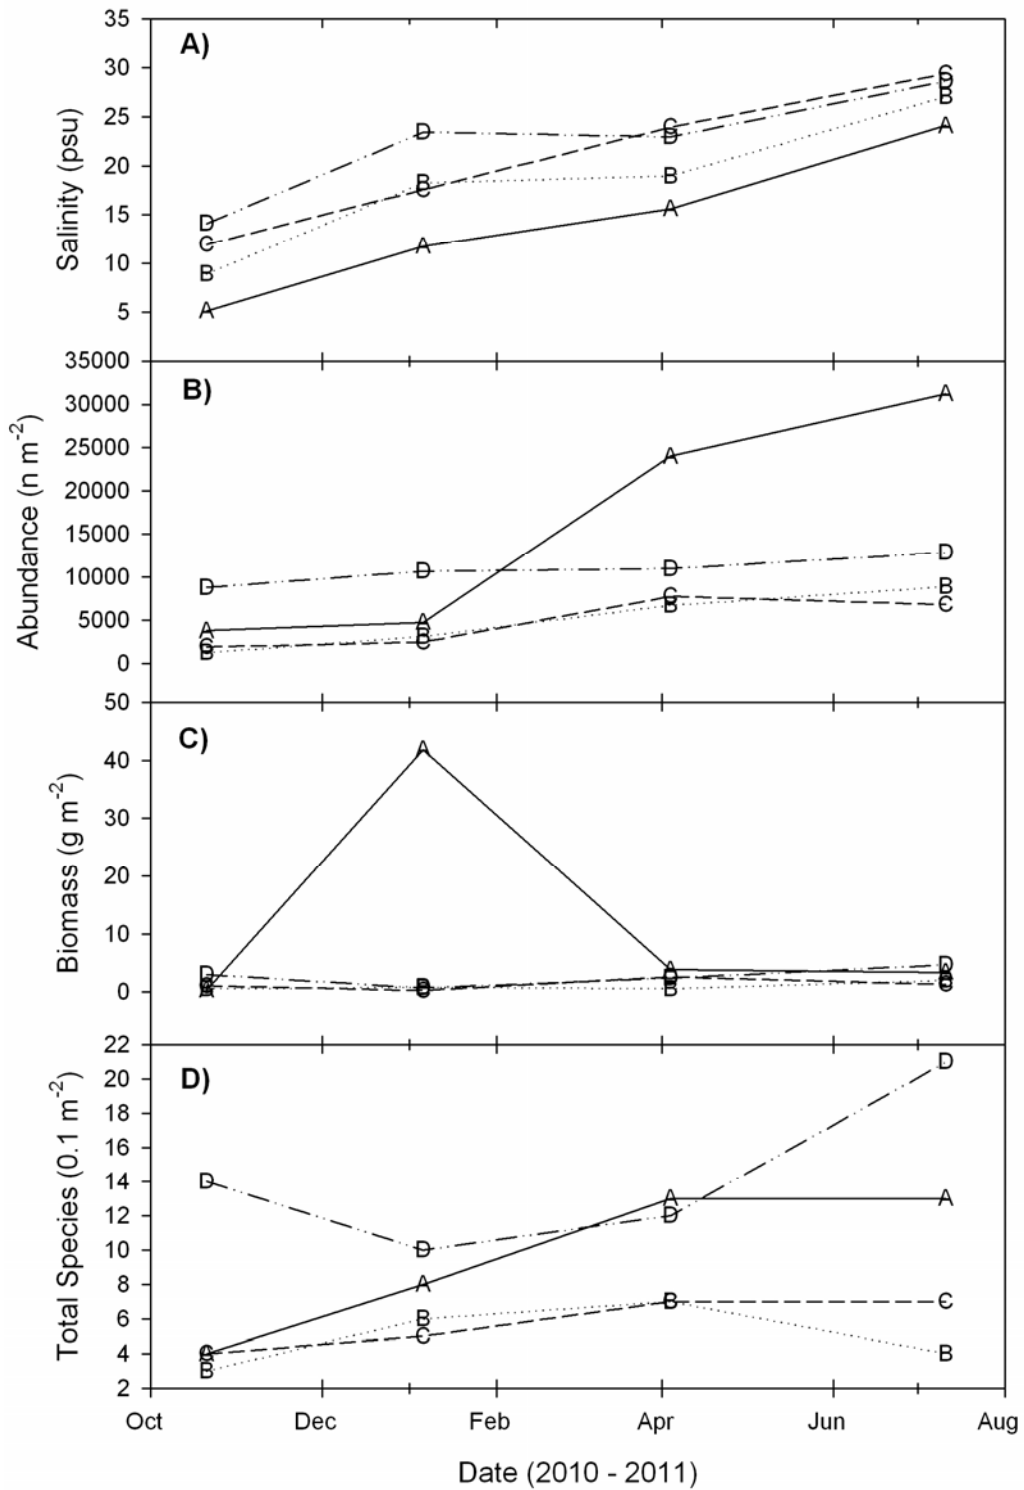 35
A)
30
25
20
15
10
5
Salinity (psu)
D
C
B
A
D
B
C
A
C
D
B
A
C
D
B
A
35000
B)
30000
25000
20000
15000
10000
5000
0
Abundance (n m-2)
D
A
C
B
D
A
B
C
A
D
C
B
A
D
B
C
50
C)
40
30
20
10
0
Biomass (g m-2)
D
C
B
A
A
D
B
C
A
D
C
B
D
A
B
C
22
D)
20
18
16
14
12
10
8
6
4
2
Total Species (0.1 m-2)
D
A
C
B
D
A
B
C
A
D
B
C
D
A
C
B
Oct Dec Feb Apr Jun Aug
Date (2010 - 2011)